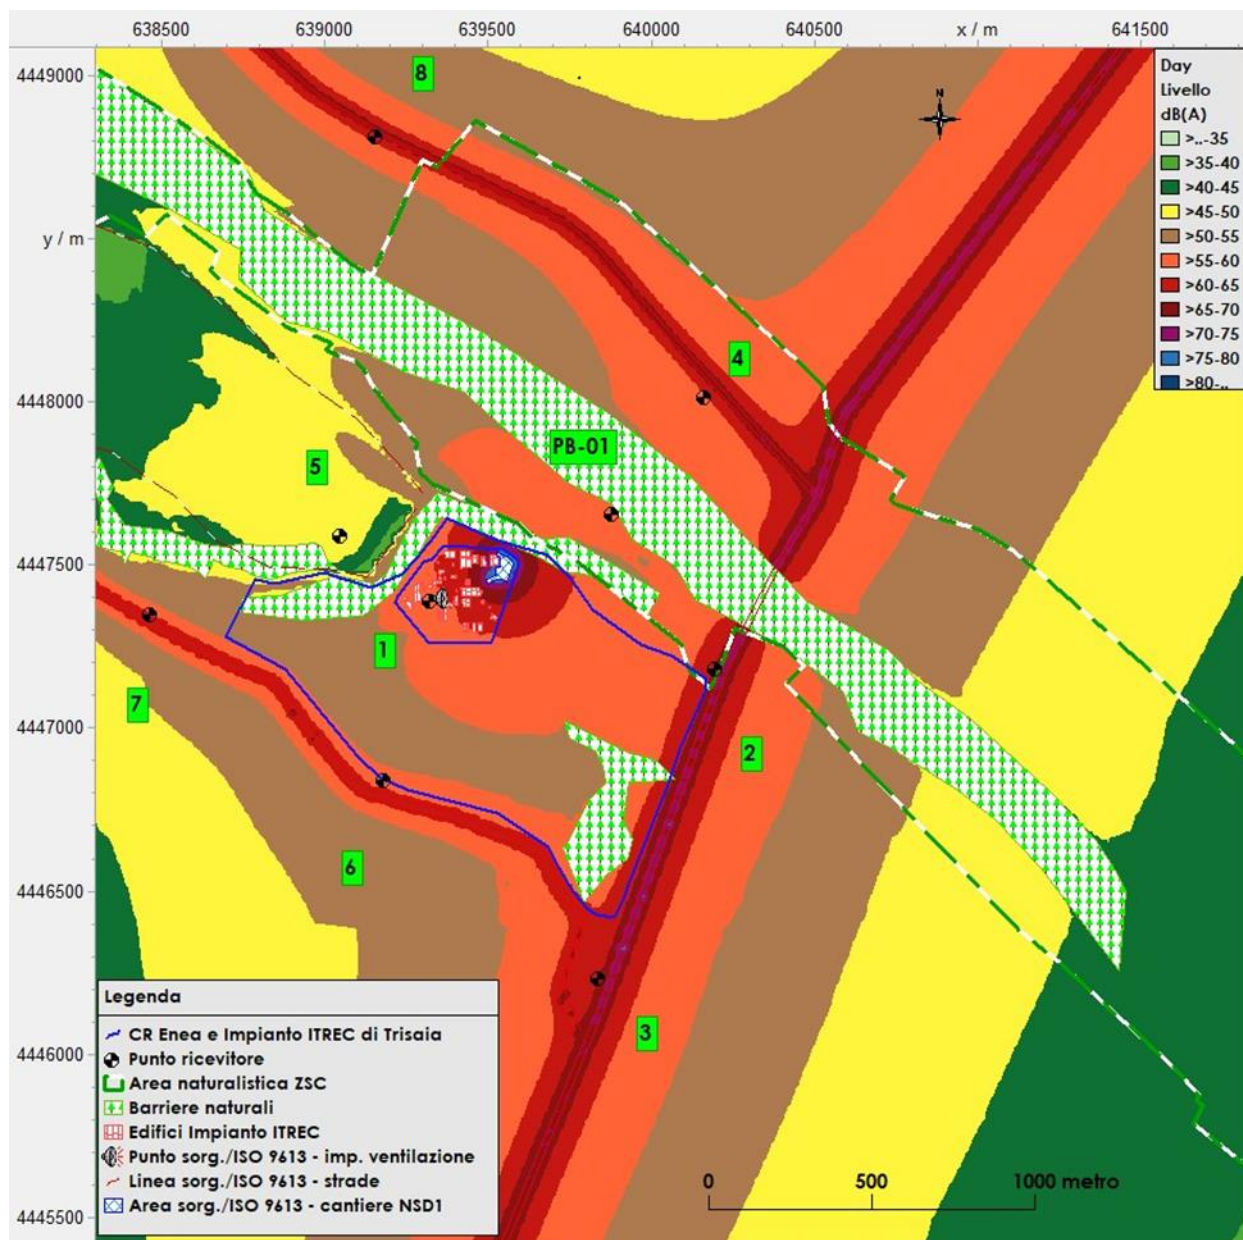 638500 639000 639500 640000 640500 x / m 641500
4449000
y / m
4448000
4447500
4447000
4446500
4446000
4445500
Day
Livello
dB(A)
>..-35
>35-40
>40-45
>45-50
>50-55
>55-60
>60-65
>65-70
>70-75
>75-80
>80-..
N
8
4
PB-01
5
1
7
2
6
3
Legenda
CR Enea e Impianto ITREC di Trisaia
Punto ricevitore
Area naturalistica ZSC
Barriere naturali
Edifici Impianto ITREC
Punto sorg./ISO 9613 - imp. ventilazione
Linea sorg./ISO 9613 - strade
Area sorg./ISO 9613 - cantiere NSD1
0 500 1000 metro